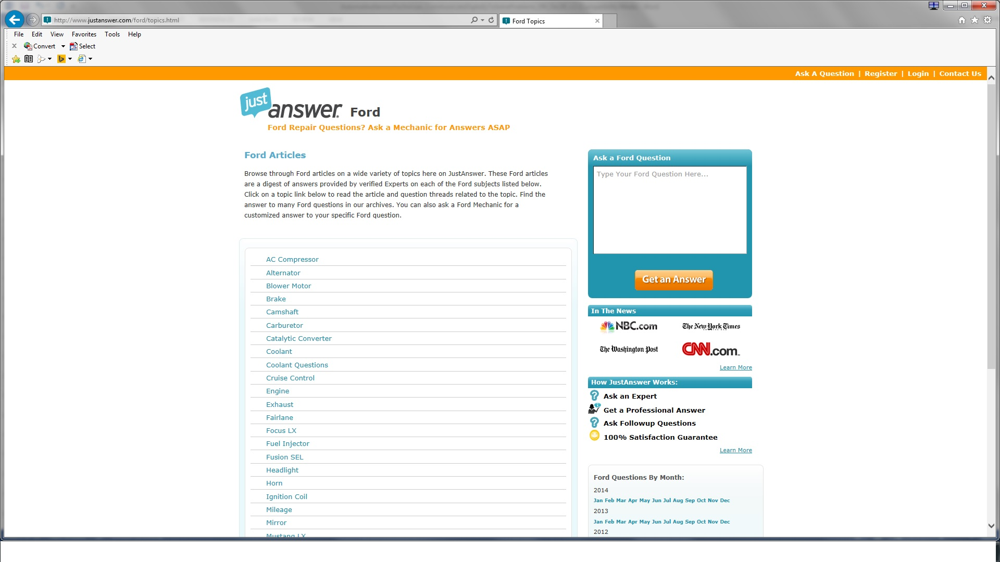 http://www.justanswer.com/ford/topics.html
Ford Topics
File Edit View Favorites Tools Help
Convert Select
Ask A Question | Register | Login | Contact Us
just answer Ford
Ford Repair Questions? Ask a Mechanic for Answers ASAP
Ford Articles
Browse through Ford articles on a wide variety of topics here on JustAnswer. These Ford articles
are a digest of answers provided by verified Experts on each of the Ford subjects listed below.
Click on a topic link below to read the article and question threads related to the topic. Find the
answer to many Ford questions in our archives. You can also ask a Ford Mechanic for a
customized answer to your specific Ford question.
AC Compressor
Alternator
Blower Motor
Brake
Camshaft
Carburetor
Catalytic Converter
Coolant
Coolant Questions
Cruise Control
Engine
Exhaust
Fairlane
Focus LX
Fuel Injector
Fusion SEL
Headlight
Horn
Ignition Coil
Mileage
Mirror
Mustang LX
Ask a Ford Question
Type Your Ford Question Here...
Get an Answer
In The News
NBC.com The New York Times
The Washington Post CNN.com
Learn More
How JustAnswer Works:
Ask an Expert
Get a Professional Answer
Ask Followup Questions
100% Satisfaction Guarantee
Learn More
Ford Questions By Month:
2014
Jan Feb Mar Apr May Jun Jul Aug Sep Oct Nov Dec
2013
Jan Feb Mar Apr May Jun Jul Aug Sep Oct Nov Dec
2012